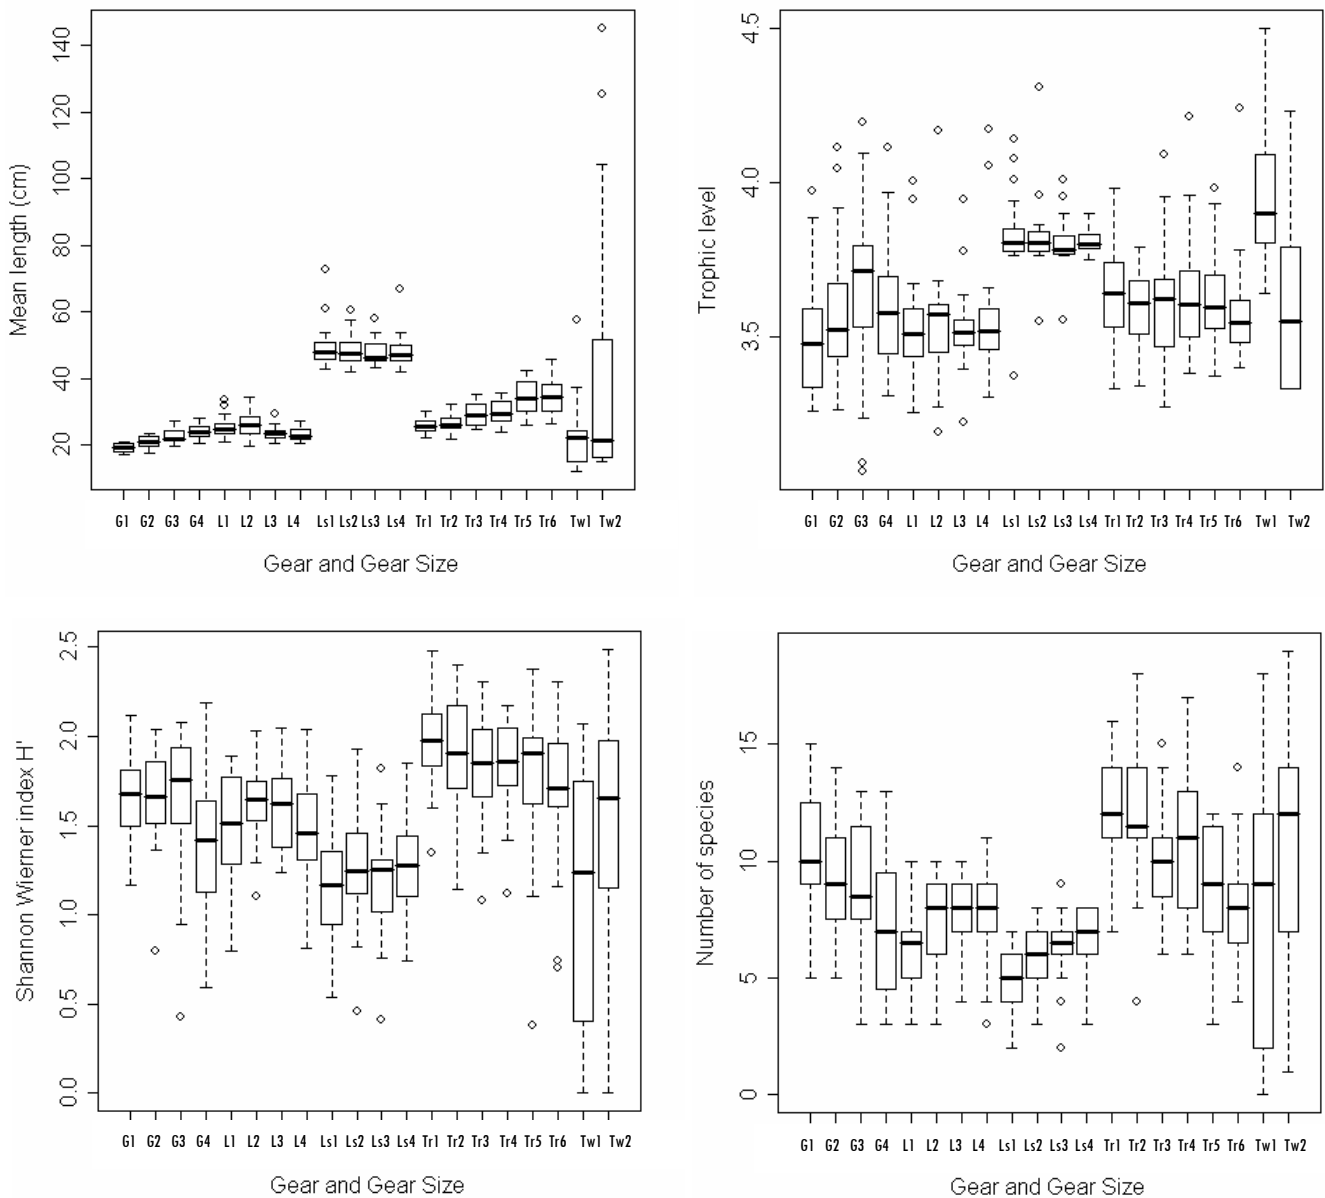 Mean length (cm)
140
120
100
80
60
40
20
G1 G2 G3 G4 L1 L2 L3 L4 Ls1 Ls2 Ls3 Ls4 Tr1 Tr2 Tr3 Tr4 Tr5 Tr6 Tw1 Tw2
Gear and Gear Size
Trophic level
4.5
4.0
3.5
G1 G2 G3 G4 L1 L2 L3 L4 Ls1 Ls2 Ls3 Ls4 Tr1 Tr2 Tr3 Tr4 Tr5 Tr6 Tw1 Tw2
Gear and Gear Size
Shannon Wierner index H'
2.5
2.0
1.5
1.0
0.5
0.0
G1 G2 G3 G4 L1 L2 L3 L4 Ls1 Ls2 Ls3 Ls4 Tr1 Tr2 Tr3 Tr4 Tr5 Tr6 Tw1 Tw2
Gear and Gear Size
Number of species
15
10
5
0
G1 G2 G3 G4 L1 L2 L3 L4 Ls1 Ls2 Ls3 Ls4 Tr1 Tr2 Tr3 Tr4 Tr5 Tr6 Tw1 Tw2
Gear and Gear Size